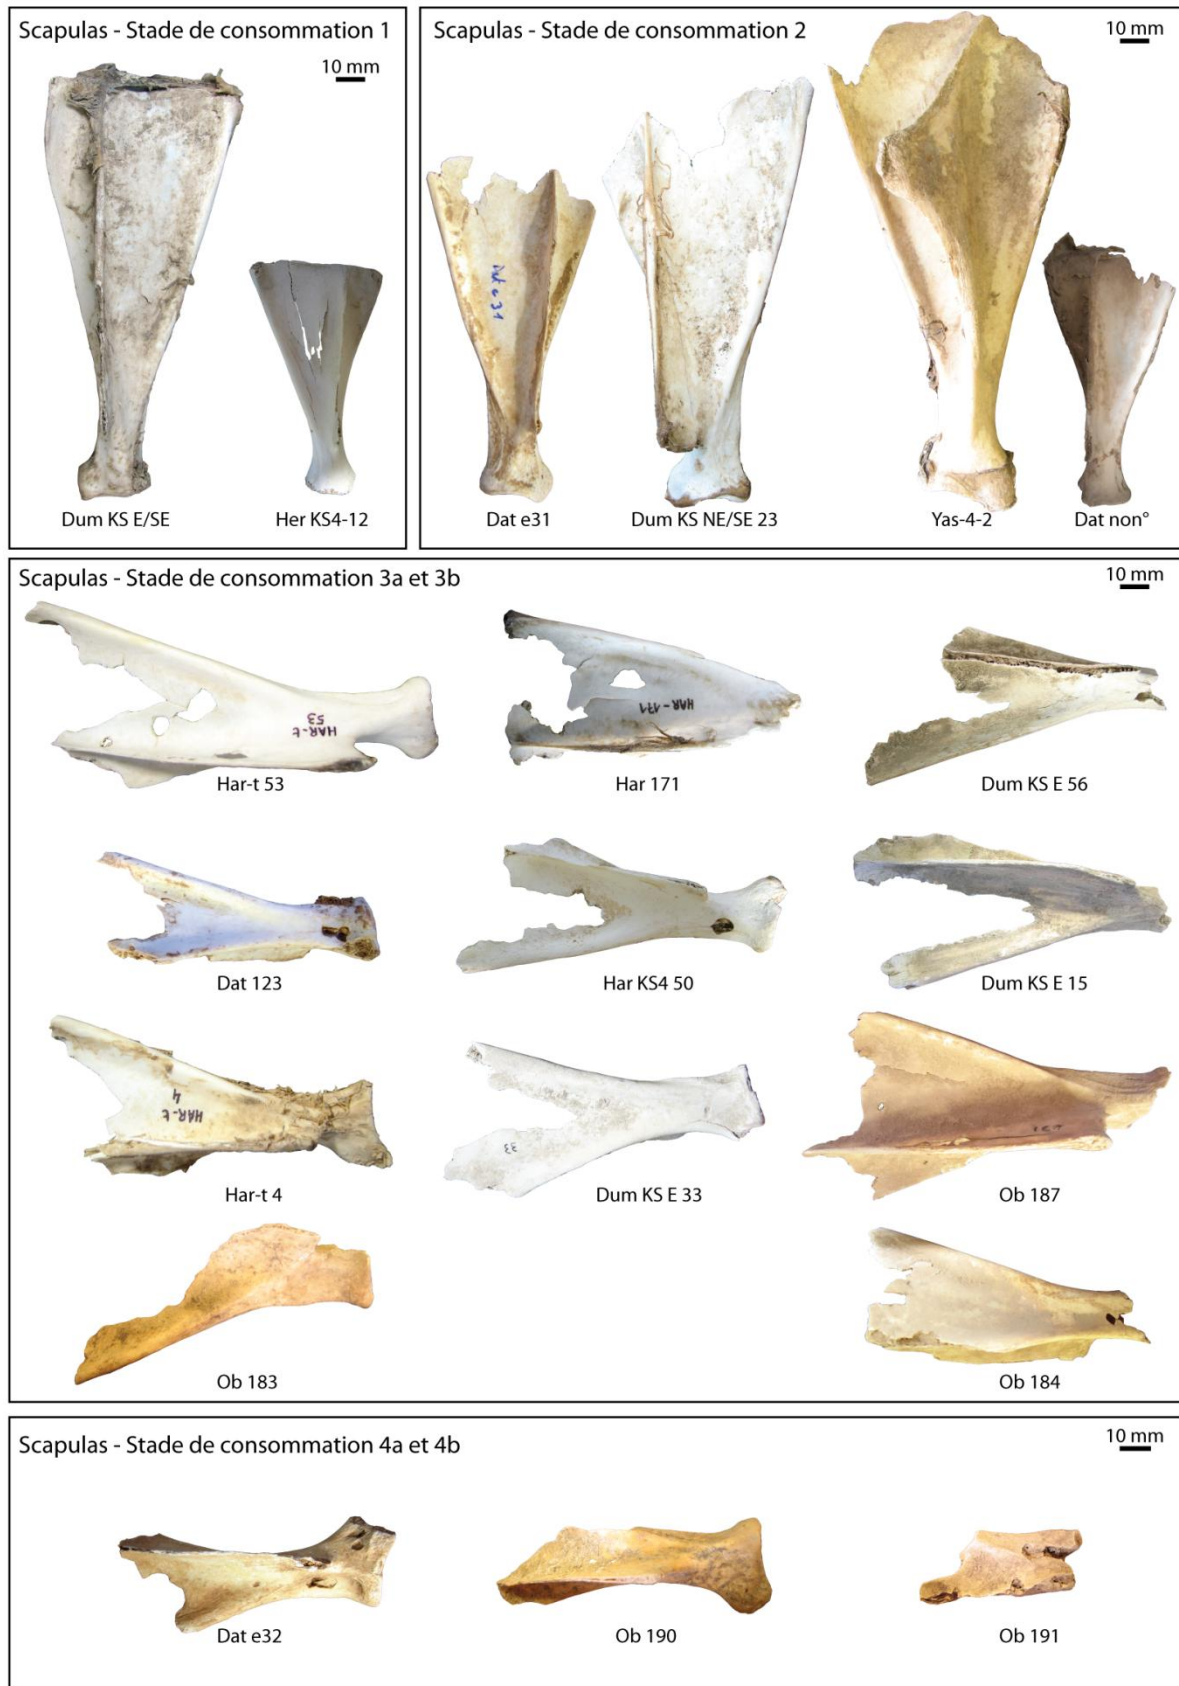 Scapulas - Stade de consommation 1
10 mm
Dum KS E/SE
Her KS4-12
Scapulas - Stade de consommation 2
10 mm
Dat e 31
Dat e31
Dum KS NE/SE 23
Yas-4-2
Dat non°
Scapulas - Stade de consommation 3a et 3b
10 mm
HAR-t
53
Har-t 53
HAR-171
Har 171
Dum KS E 56
Dat 123
Har KS4 50
Dum KS E 15
HAR-t
4
Har-t 4
33
Dum KS E 33
Ob 187
Ob 183
Ob 184
Scapulas - Stade de consommation 4a et 4b
10 mm
Dat e32
Ob 190
Ob 191